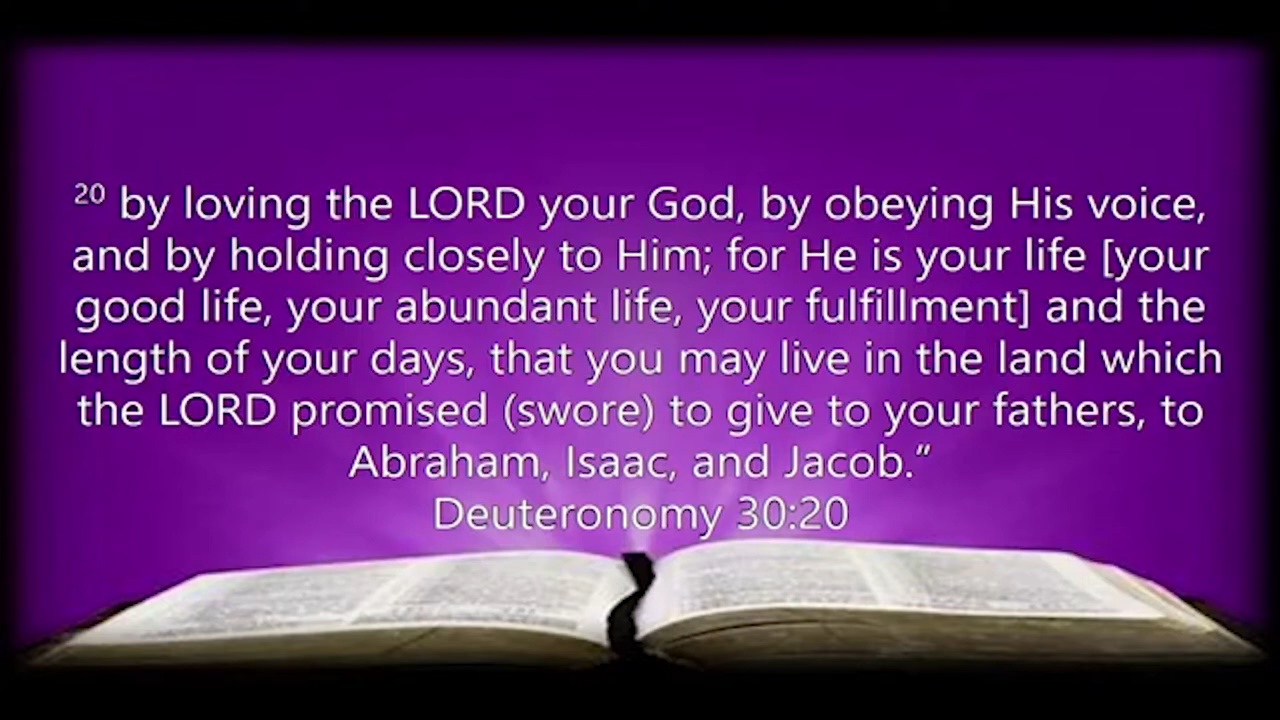 20 by loving the LORD your God, by obeying His voice,
and by holding closely to Him; for He is your life [your
good life, your abundant life, your fulfillment] and the
length of your days, that you may live in the land which
the LORD promised (swore) to give to your fathers, to
Abraham, Isaac, and Jacob.”
Deuteronomy 30:20